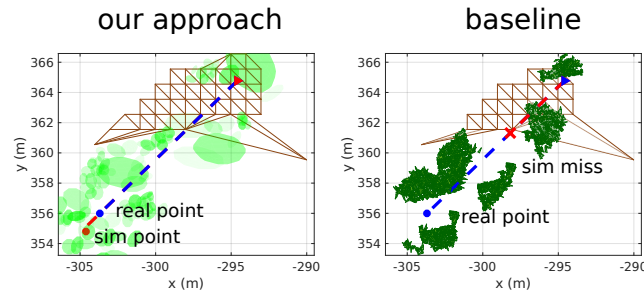 our approach
366
364
362
360
358
356
354
y (m)
real point
sim point
-305
-300
-295
-290
x (m)
baseline
366
364
362
360
358
356
354
y (m)
sim miss
real point
-305
-300
-295
-290
x (m)